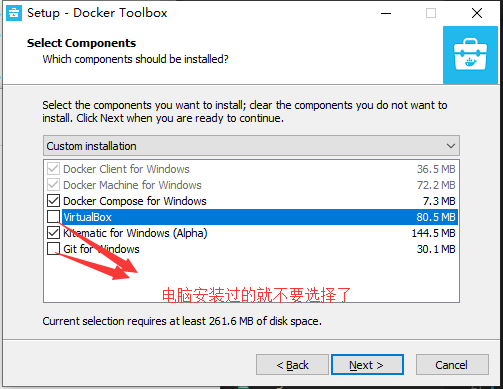 Setup - Docker Toolbox
Select Components
Which components should be installed?
Select the components you want to install; clear the components you do not want to
install. Click Next when you are ready to continue.
Custom installation
Docker Client for Windows 36.5 MB
Docker Machine for Windows 72.2 MB
Docker Compose for Windows 7.3 MB
VirtualBox 80.5 MB
Kitematic for Windows (Alpha) 144.5 MB
Git for Windows 30.1 MB
电脑安装过的就不要选择了
Current selection requires at least 261.6 MB of disk space.
< Back
Next >
Cancel